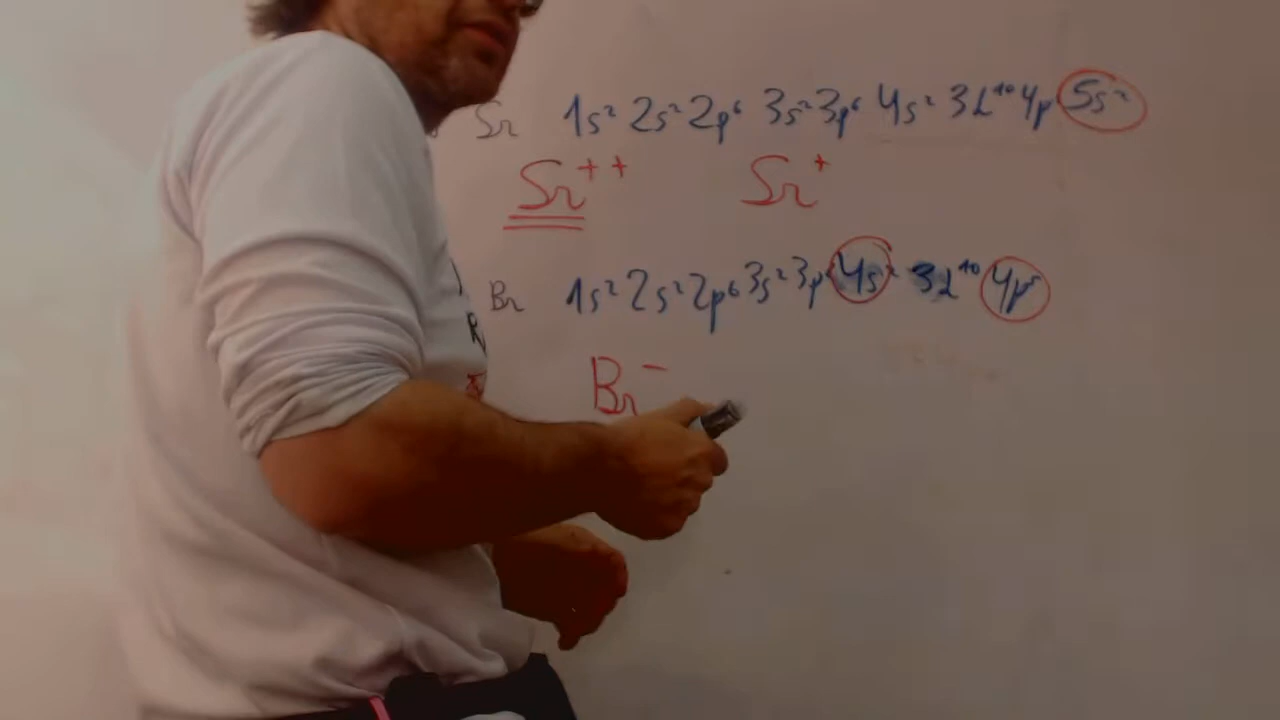 Sr 1s² 2s² 2p⁶ 3s² 3p⁶ 4s² 3d¹⁰ 4p 5s²
Sr⁺⁺ Sr⁺
Br 1s² 2s² 2p⁶ 3s² 3p 4s² 3d¹⁰ 4p⁵
Br⁻